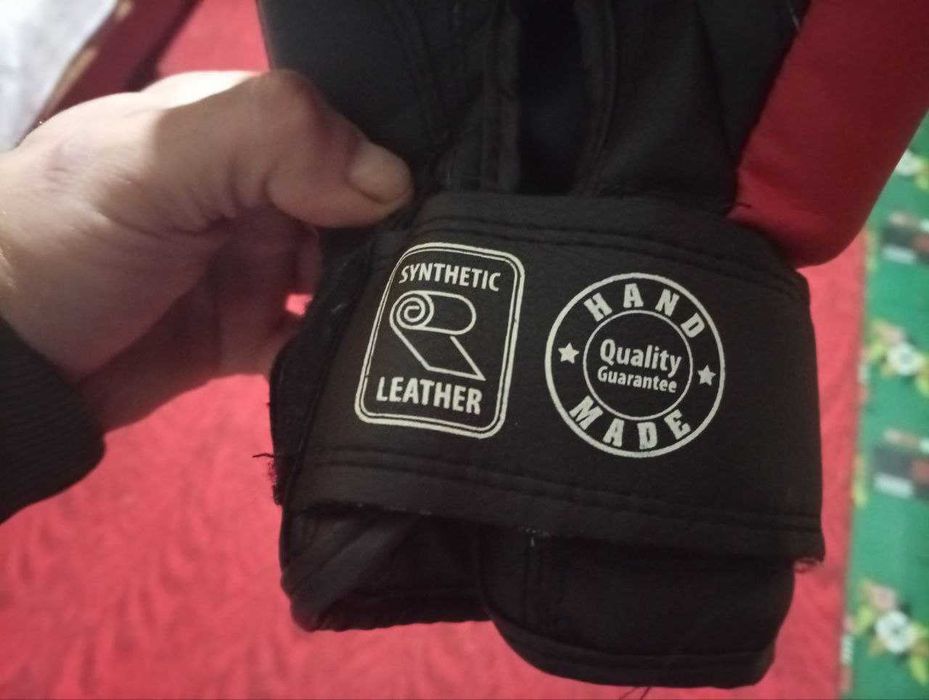 SYNTHETIC
LEATHER
HAND
Quality
Guarantee
MADE